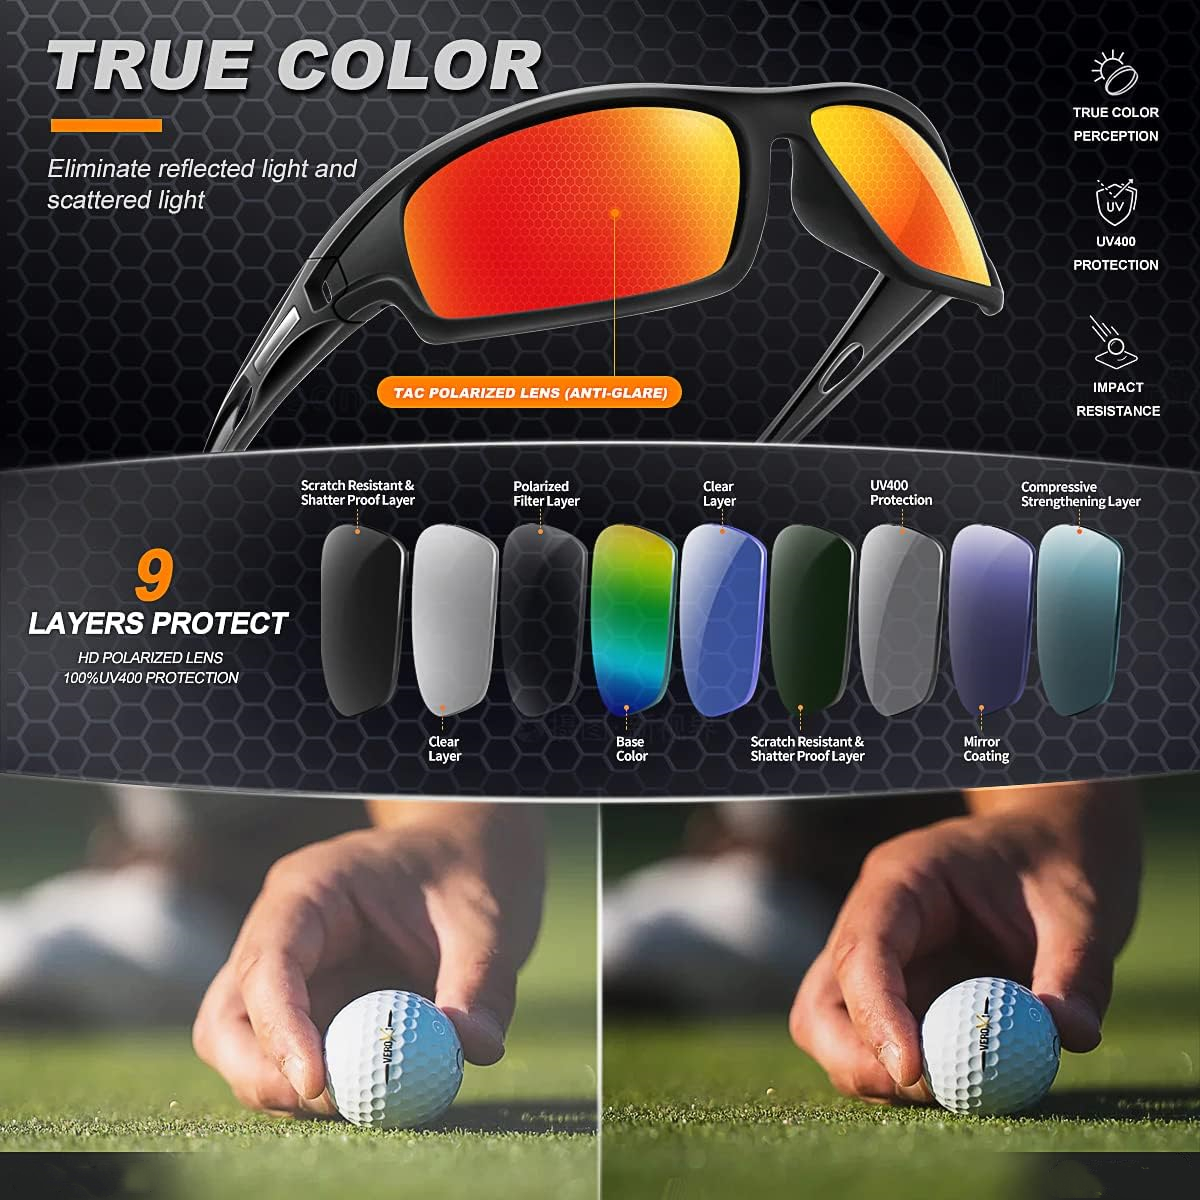 TRUE COLOR
Eliminate reflected light and
scattered light
TRUE COLOR
PERCEPTION
UV
UV400
PROTECTION
IMPACT
RESISTANCE
TAC POLARIZED LENS (ANTI-GLARE)
9
LAYERS PROTECT
HD POLARIZED LENS
100%UV400 PROTECTION
Scratch Resistant &
Shatter Proof Layer
Polarized
Filter Layer
Clear
Layer
UV400
Protection
Compressive
Strengthening Layer
Clear
Layer
Base
Color
Scratch Resistant &
Shatter Proof Layer
Mirror
Coating
VERO X1
VERO X1